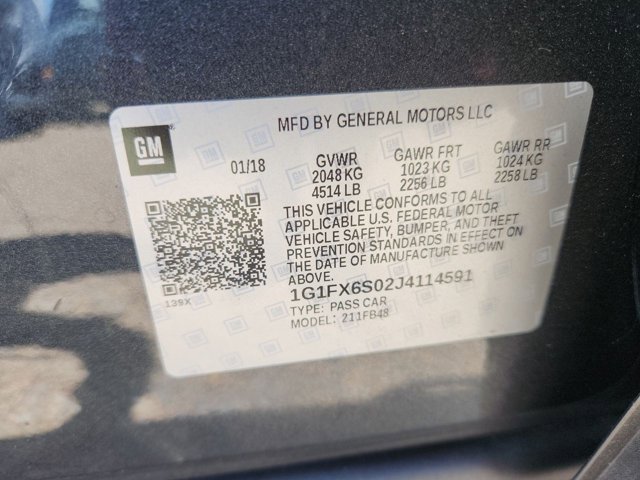 MFD BY GENERAL MOTORS LLC
GM
01/18
GVWR
2048 KG
4514 LB
GAWR FRT
1023 KG
2256 LB
GAWR RR
1024 KG
2258 LB
THIS VEHICLE CONFORMS TO ALL
APPLICABLE U.S. FEDERAL MOTOR
VEHICLE SAFETY, BUMPER, AND THEFT
PREVENTION STANDARDS IN EFFECT ON
THE DATE OF MANUFACTURE SHOWN
ABOVE.
1G1FX6S02J4114591
TYPE: PASS CAR
MODEL: 211FB48
139X